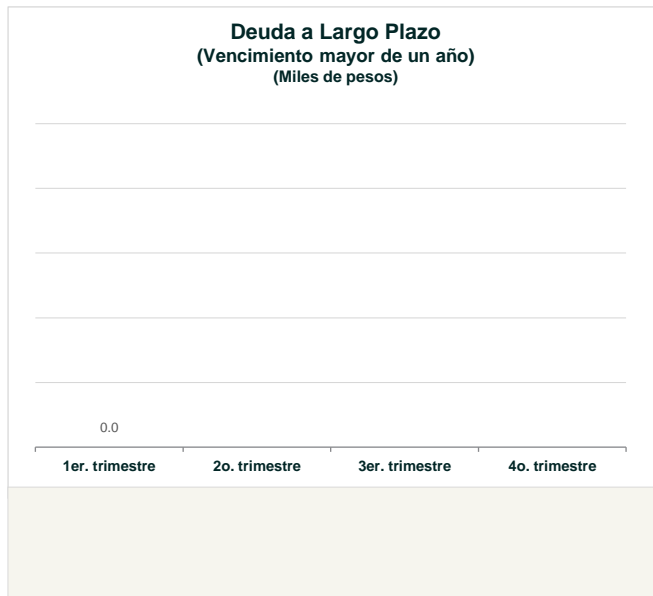 Deuda a Largo Plazo
(Vencimiento mayor de un año)
(Miles de pesos)
0.0
1er. trimestre 2o. trimestre 3er. trimestre 4o. trimestre